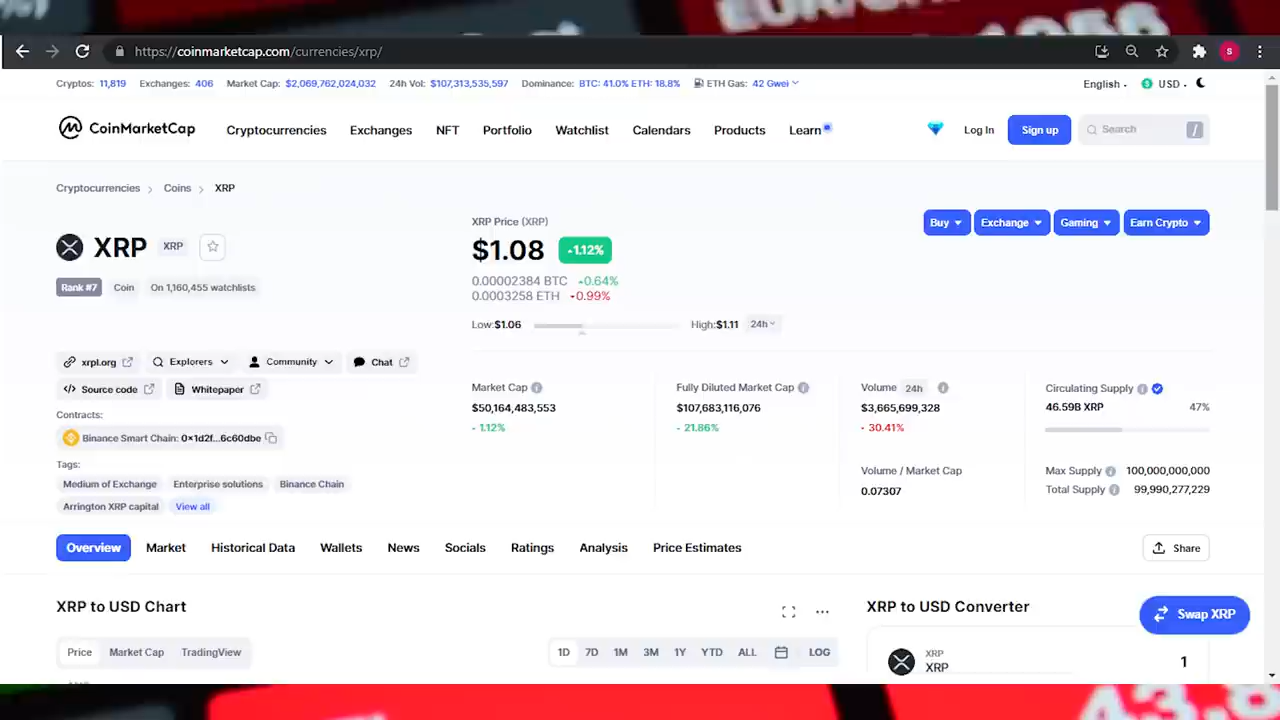 https://coinmarketcap.com/currencies/xrp/
S
Cryptos: 11,819 Exchanges: 406 Market Cap: $2,069,762,024,032 24h Vol: $107,313,535,597 Dominance: BTC: 41.0% ETH: 18.8% ETH Gas: 42 Gwei English USD
CoinMarketCap Cryptocurrencies Exchanges NFT Portfolio Watchlist Calendars Products Learn Log In Sign up Search /
Cryptocurrencies Coins XRP
XRP Price (XRP)
Buy Exchange Gaming Earn Crypto
XRP XRP
$1.08 1.12%
0.00002384 BTC 0.64%
Rank #7 Coin On 1,160,455 watchlists
0.0003258 ETH 0.99%
Low:$1.06 High:$1.11 24h
xrpl.org Explorers Community Chat
Source code Whitepaper
Market Cap Fully Diluted Market Cap Volume 24h Circulating Supply
$50,164,483,553 $107,683,116,076 $3,665,699,328 46.59B XRP 47%
1.12% 21.86% 30.41%
Contracts:
Binance Smart Chain: 0x1d2f...6c60dbe
Tags:
Volume / Market Cap Max Supply 100,000,000,000
Medium of Exchange Enterprise solutions Binance Chain
0.07307 Total Supply 99,990,277,229
Arrington XRP capital View all
Overview Market Historical Data Wallets News Socials Ratings Analysis Price Estimates Share
XRP to USD Chart XRP to USD Converter
Swap XRP
Price Market Cap TradingView 1D 7D 1M 3M 1Y YTD ALL LOG
XRP
XRP 1
43.8